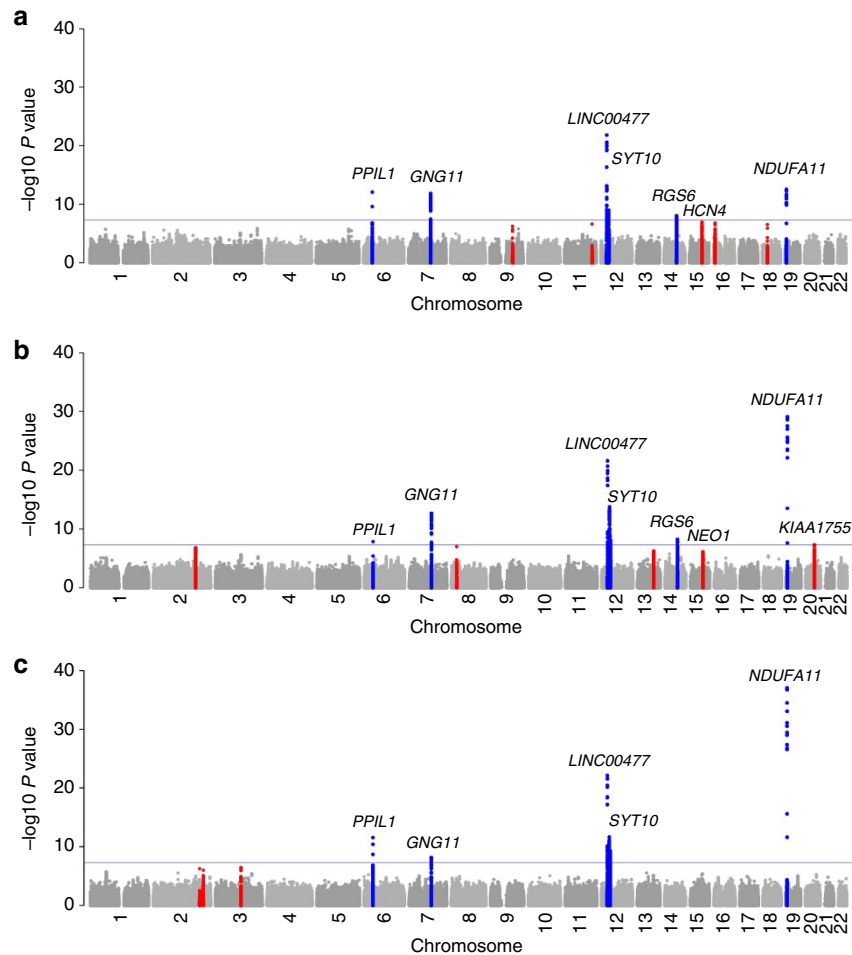 a
40
30
20
10
0
–log10 P value
LINC00477
SYT10
PPIL1
GNG11
NDUFA11
RGS6
HCN4
1 2 3 4 5 6 7 8 9 10 11 12 13 14 15 16 17 18 19 20 21 22
Chromosome
b
40
30
20
10
0
–log10 P value
NDUFA11
LINC00477
GNG11
SYT10
PPIL1
RGS6
NEO1
KIAA1755
1 2 3 4 5 6 7 8 9 10 11 12 13 14 15 16 17 18 19 20 21 22
Chromosome
c
40
30
20
10
0
–log10 P value
NDUFA11
LINC00477
PPIL1
SYT10
GNG11
1 2 3 4 5 6 7 8 9 10 11 12 13 14 15 16 17 18 19 20 21 22
Chromosome